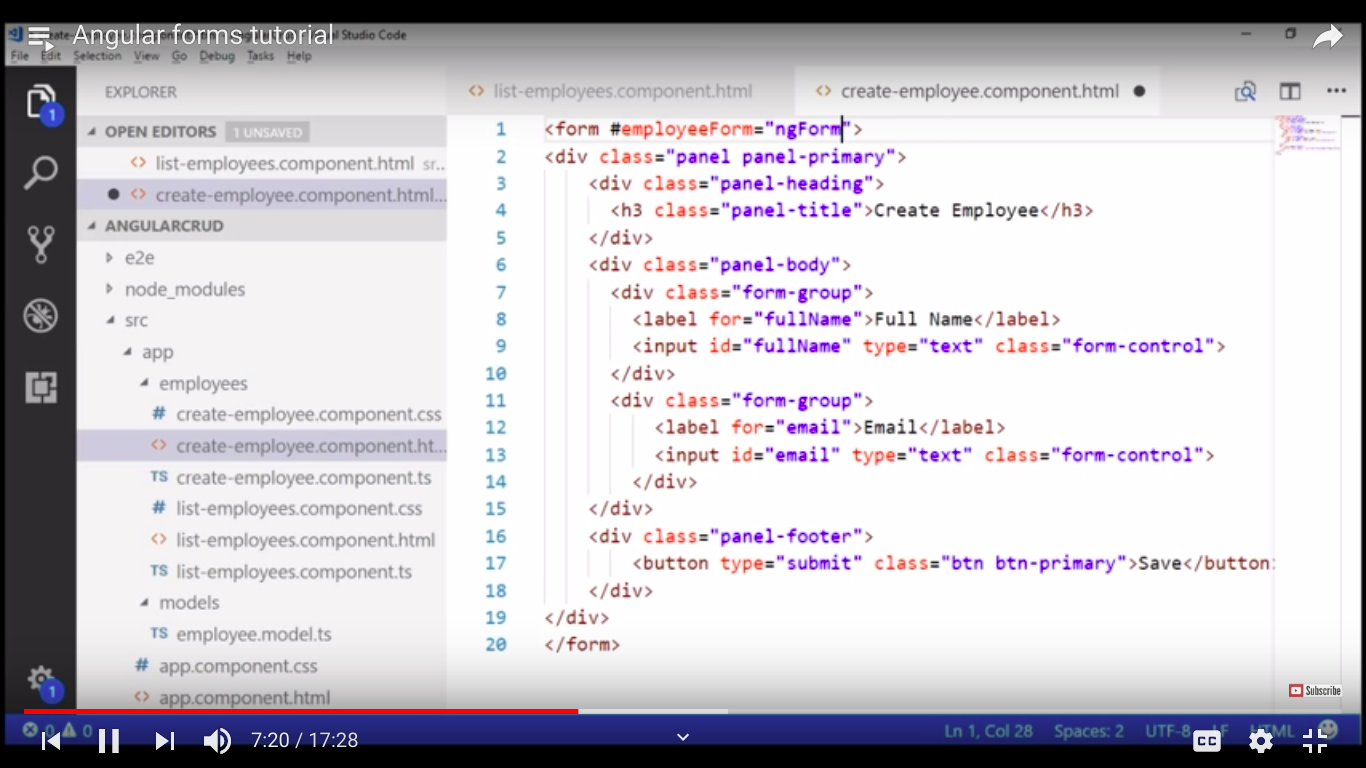 Angular forms tutorial
Studio Code
File Edit Selection View Go Debug Tasks Help
EXPLORER
OPEN EDITORS 1 UNSAVED
list-employees.component.html sr...
create-employee.component.html...
ANGULARCRUD
e2e
node_modules
src
app
employees
# create-employee.component.css
<> create-employee.component.ht...
TS create-employee.component.ts
# list-employees.component.css
<> list-employees.component.html
TS list-employees.component.ts
models
TS employee.model.ts
# app.component.css
<> app.component.html
1
1
<> list-employees.component.html <> create-employee.component.html
1 <form #employeeForm="ngForm">
2 <div class="panel panel-primary">
3 <div class="panel-heading">
4 <h3 class="panel-title">Create Employee</h3>
5 </div>
6 <div class="panel-body">
7 <div class="form-group">
8 <label for="fullName">Full Name</label>
9 <input id="fullName" type="text" class="form-control">
10 </div>
11 <div class="form-group">
12 <label for="email">Email</label>
13 <input id="email" type="text" class="form-control">
14 </div>
15 </div>
16 <div class="panel-footer">
17 <button type="submit" class="btn btn-primary">Save</button>
18 </div>
19 </div>
20 </form>
Subscribe
0 0 Ln 1, Col 28 Spaces: 2 UTF-8 LF HTML
7:20 / 17:28
CC